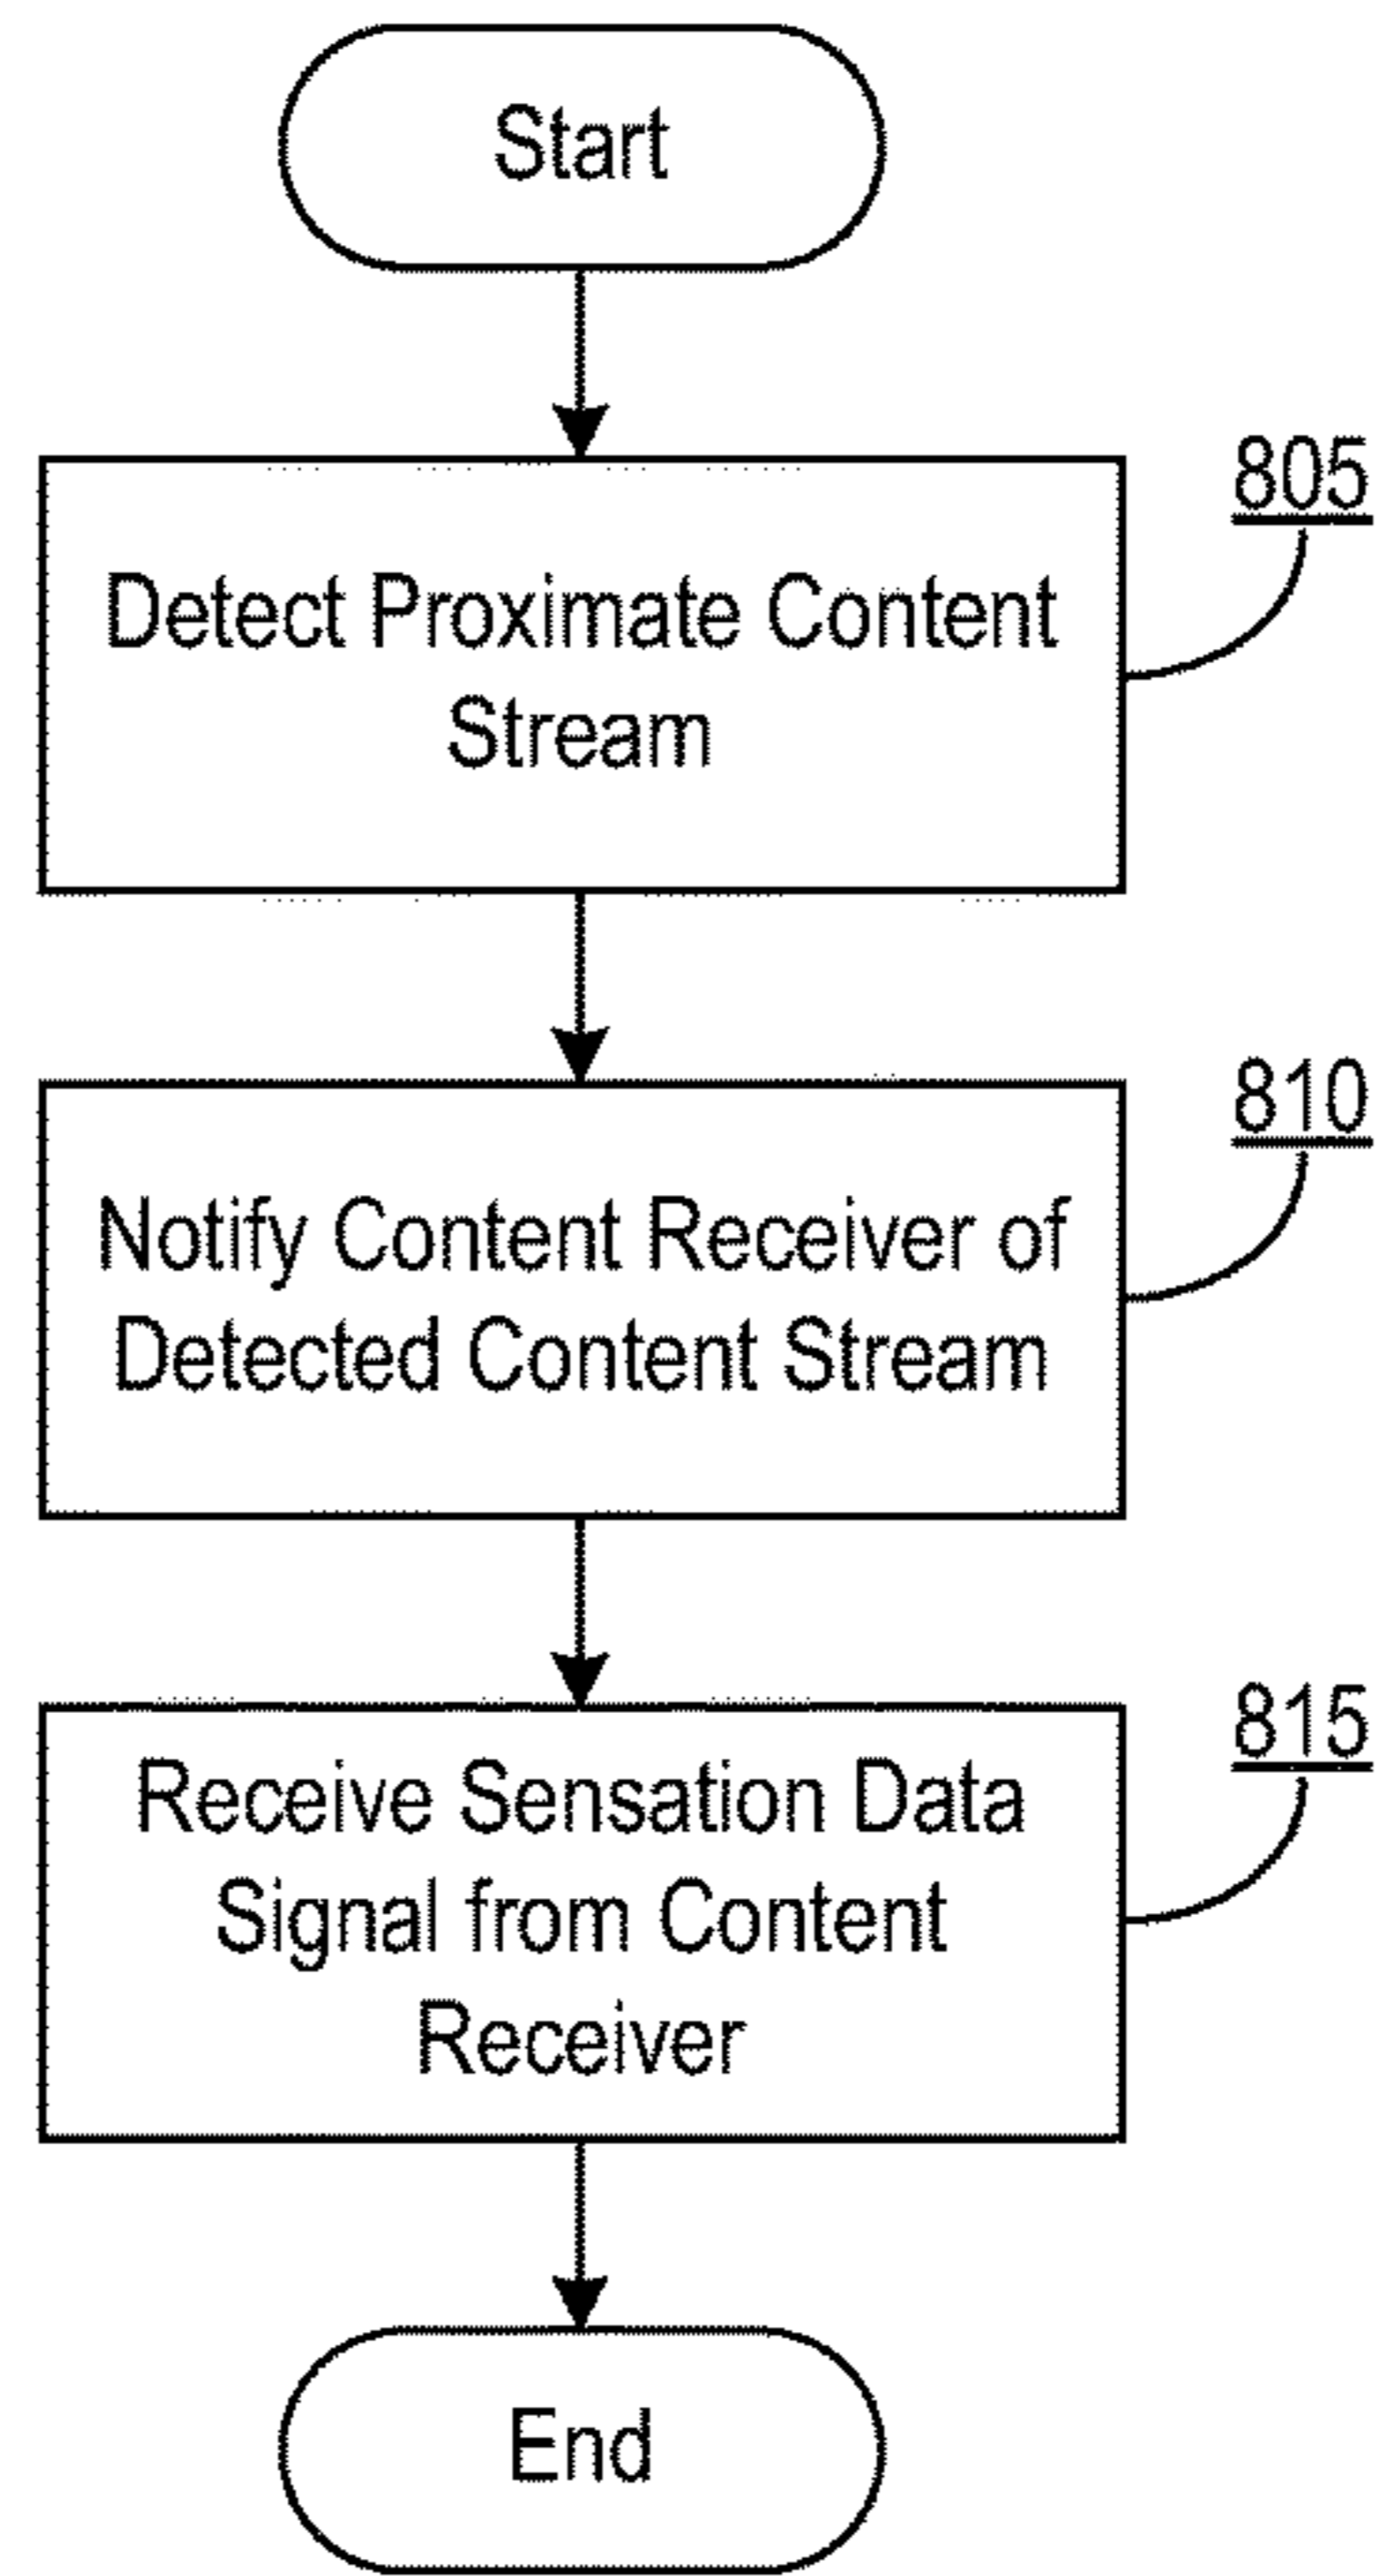 Start
805
Detect Proximate Content
Stream
810
Notify Content Receiver of
Detected Content Stream
815
Receive Sensation Data
Signal from Content
Receiver
End